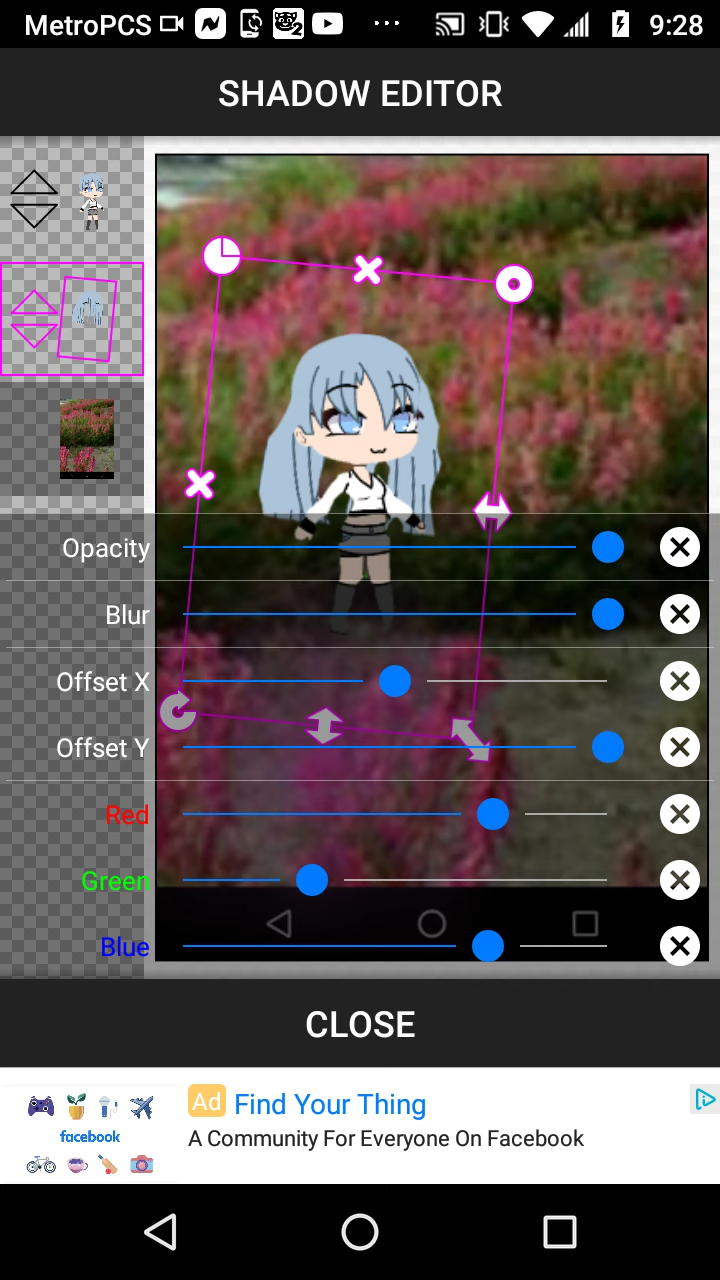 MetroPCS 2 ... 9:28
SHADOW EDITOR
Opacity
Blur
Offset X
Offset Y
Red
Green
Blue
CLOSE
Ad Find Your Thing
facebook
A Community For Everyone On Facebook